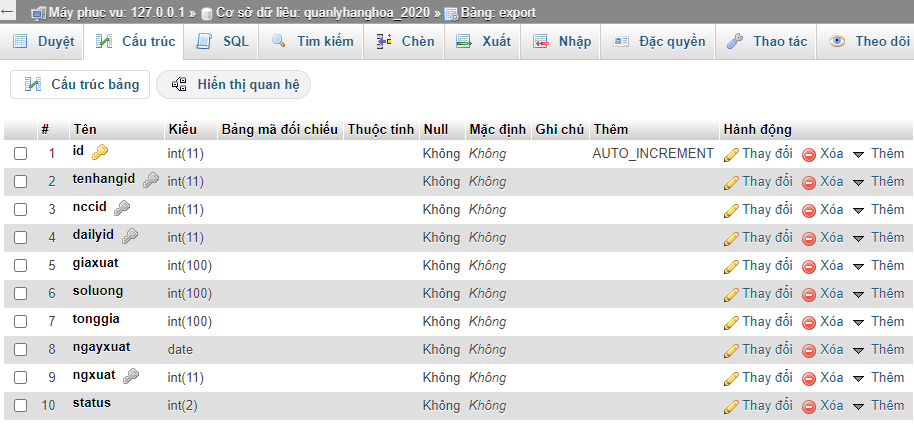 Máy phục vụ: 127.0.0.1 » Cơ sở dữ liệu: quanlyhanghoa_2020 » Bảng: export
Duyệt Cấu trúc SQL Tìm kiếm Chèn Xuất Nhập Đặc quyền Thao tác Theo dõi
Cấu trúc bảng Hiển thị quan hệ
# Tên Kiểu Bảng mã đối chiếu Thuộc tính Null Mặc định Ghi chú Thêm Hành động
1 id int(11) Không Không AUTO_INCREMENT Thay đổi Xóa Thêm
2 tenhangid int(11) Không Không Thay đổi Xóa Thêm
3 nccid int(11) Không Không Thay đổi Xóa Thêm
4 dailyid int(11) Không Không Thay đổi Xóa Thêm
5 giaxuat int(100) Không Không Thay đổi Xóa Thêm
6 soluong int(100) Không Không Thay đổi Xóa Thêm
7 tonggia int(100) Không Không Thay đổi Xóa Thêm
8 ngayxuat date Không Không Thay đổi Xóa Thêm
9 ngxuat int(11) Không Không Thay đổi Xóa Thêm
10 status int(2) Không Không Thay đổi Xóa Thêm